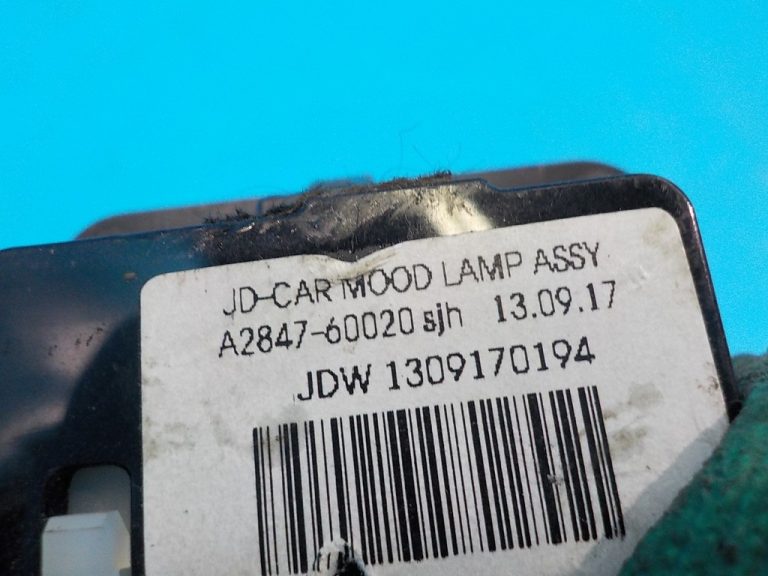 JD-CAR MOOD LAMP ASSY
A2847-60020 sjh 13.09.17
JDW 1309170194